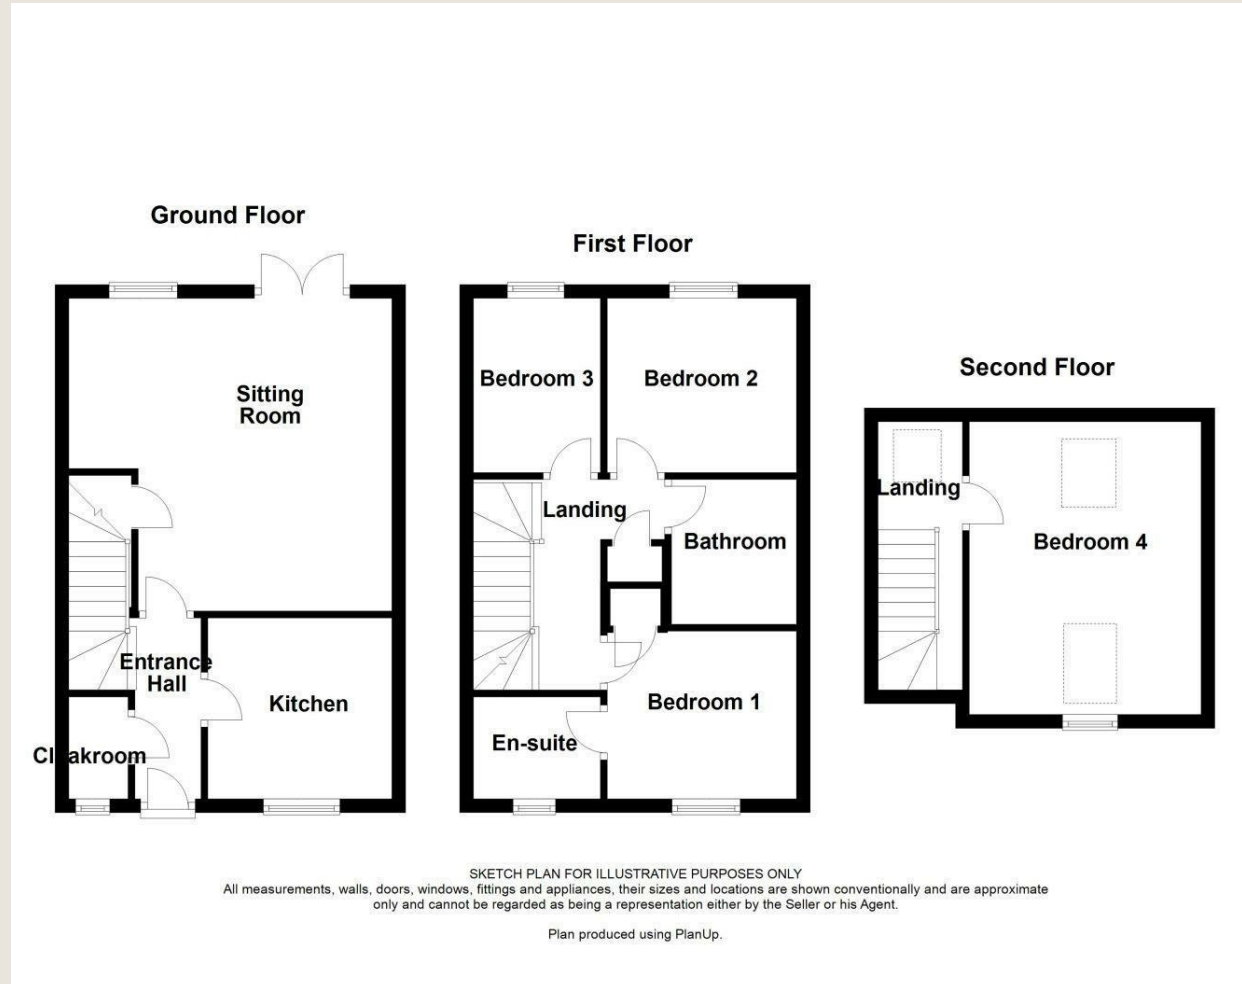 Ground Floor
Sitting
Room
Entrance
Hall
Kitchen
Cloakroom
First Floor
Bedroom 3
Bedroom 2
Landing
Bathroom
Bedroom 1
En-suite
Second Floor
Landing
Bedroom 4
SKETCH PLAN FOR ILLUSTRATIVE PURPOSES ONLY
All measurements, walls, doors, windows, fittings and appliances, their sizes and locations are shown conventionally and are approximate
only and cannot be regarded as being a representation either by the Seller or his Agent.
Plan produced using PlanUp.